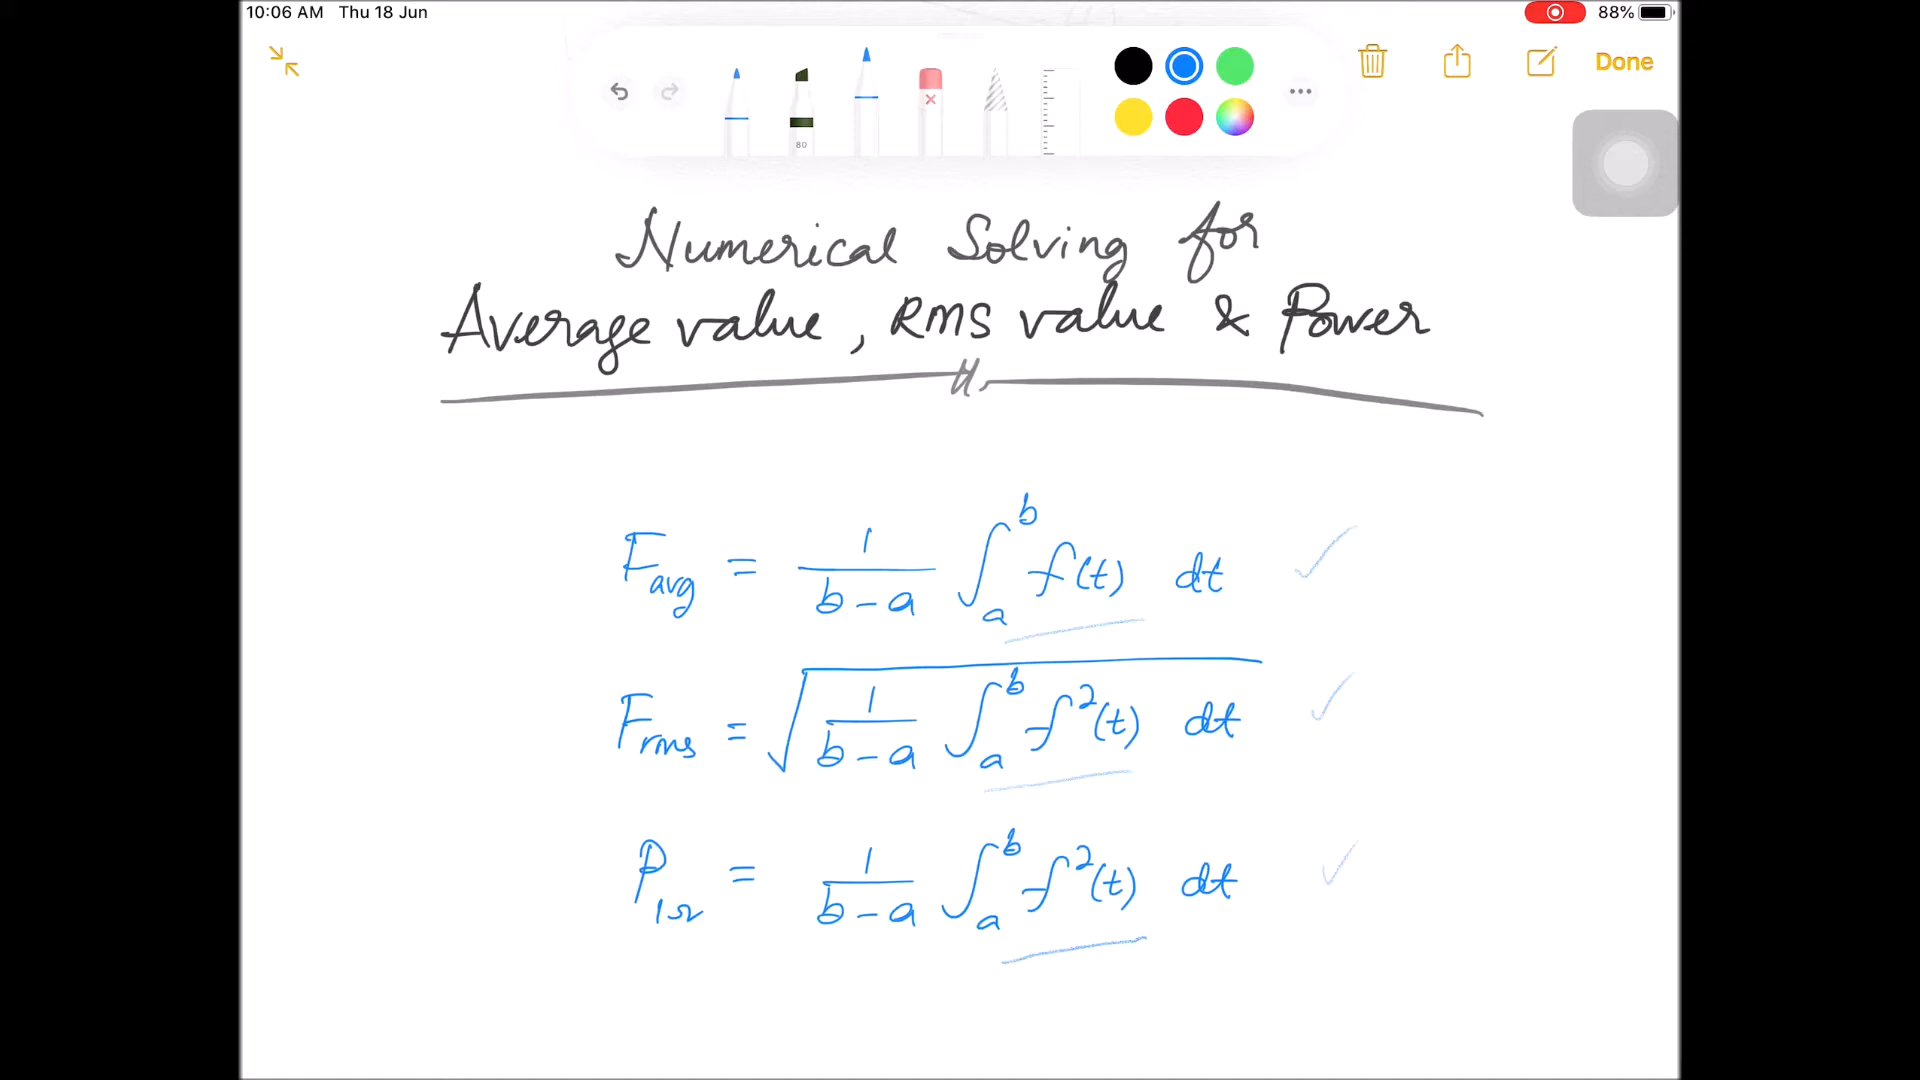 10:06 AM Thu 18 Jun 88%
Done
80
Numerical Solving for
Average value, RMS value & Power
F_avg = 1/(b-a) ∫_a^b f(t) dt ✓
F_rms = √(1/(b-a) ∫_a^b f²(t) dt) ✓
P_1Ω = 1/(b-a) ∫_a^b f²(t) dt ✓